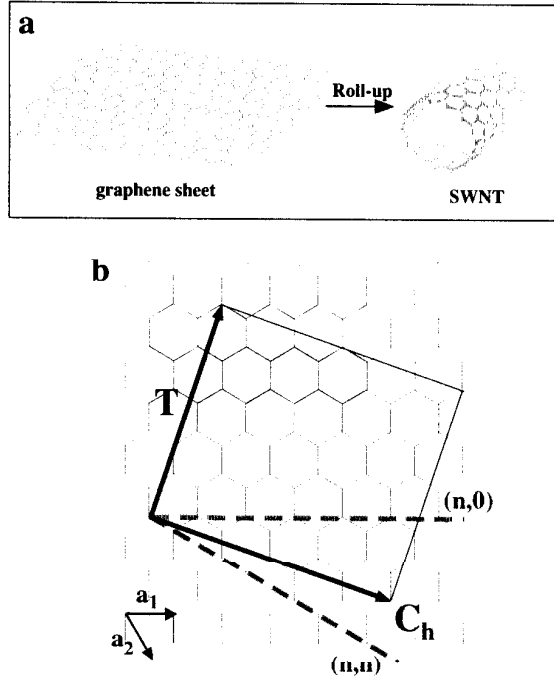 a
Roll-up
graphene sheet
SWNT
b
T
(n,0)
a1
Ch
a2
(n,n)